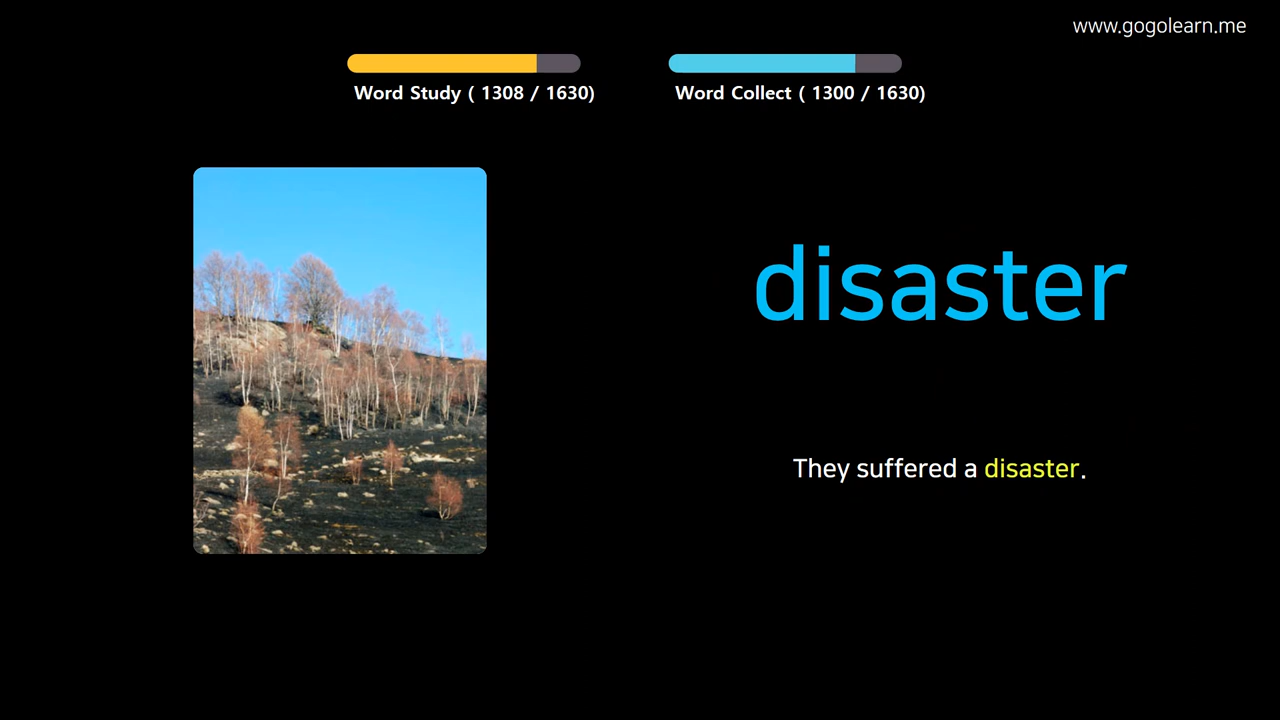 www.gogolearn.me
Word Study ( 1308 / 1630)
Word Collect ( 1300 / 1630)
disaster
They suffered a disaster.